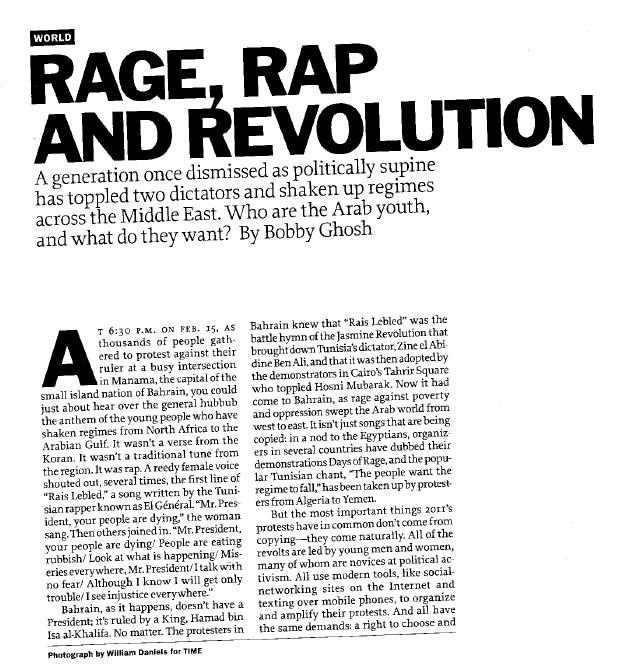 WORLD
RAGE, RAP
AND REVOLUTION
A generation once dismissed as politically supine
has toppled two dictators and shaken up regimes
across the Middle East. Who are the Arab youth,
and what do they want? By Bobby Ghosh
AT 6:30 P.M. ON FEB. 15, AS
thousands of people gath-
ered to protest against their
ruler at a busy intersection
in Manama, the capital of the
small island nation of Bahrain, you could
just about hear over the general hubbub
the anthem of the young people who have
shaken regimes from North Africa to the
Arabian Gulf. It wasn't a verse from the
Koran. It wasn't a traditional tune from
the region. It was rap. A reedy female voice
shouted out, several times, the first line of
"Rais Lebled," a song written by the Tuni-
sian rapper known as El Général. "Mr. Pres-
ident, your people are dying," the woman
sang. Then others joined in. "Mr. President,
your people are dying/ People are eating
rubbish/ Look at what is happening/ Mis-
eries everywhere, Mr. President/ I talk with
no fear/ Although I know I will get only
trouble/ I see injustice everywhere."
Bahrain, as it happens, doesn't have a
President; it's ruled by a King, Hamad bin
Isa al-Khalifa. No matter. The protesters in
Bahrain knew that "Rais Lebled" was the
battle hymn of the Jasmine Revolution that
brought down Tunisia's dictator, Zine el Abi-
dine Ben Ali, and that it was then adopted by
the demonstrators in Cairo's Tahrir Square
who toppled Hosni Mubarak. Now it had
come to Bahrain, as rage against poverty
and oppression swept the Arab world from
west to east. It isn't just songs that are being
copied: in a nod to the Egyptians, organiz-
ers in several countries have dubbed their
demonstrations Days of Rage, and the popu-
lar Tunisian chant, "The people want the
regime to fall," has been taken up by protest-
ers from Algeria to Yemen.
But the most important things 2011's
protests have in common don't come from
copying—they come naturally. All of the
revolts are led by young men and women,
many of whom are novices at political ac-
tivism. All use modern tools, like social-
networking sites on the Internet and
texting over mobile phones, to organize
and amplify their protests. And all have
the same demands: a right to choose and
Photograph by William Daniels for TIME